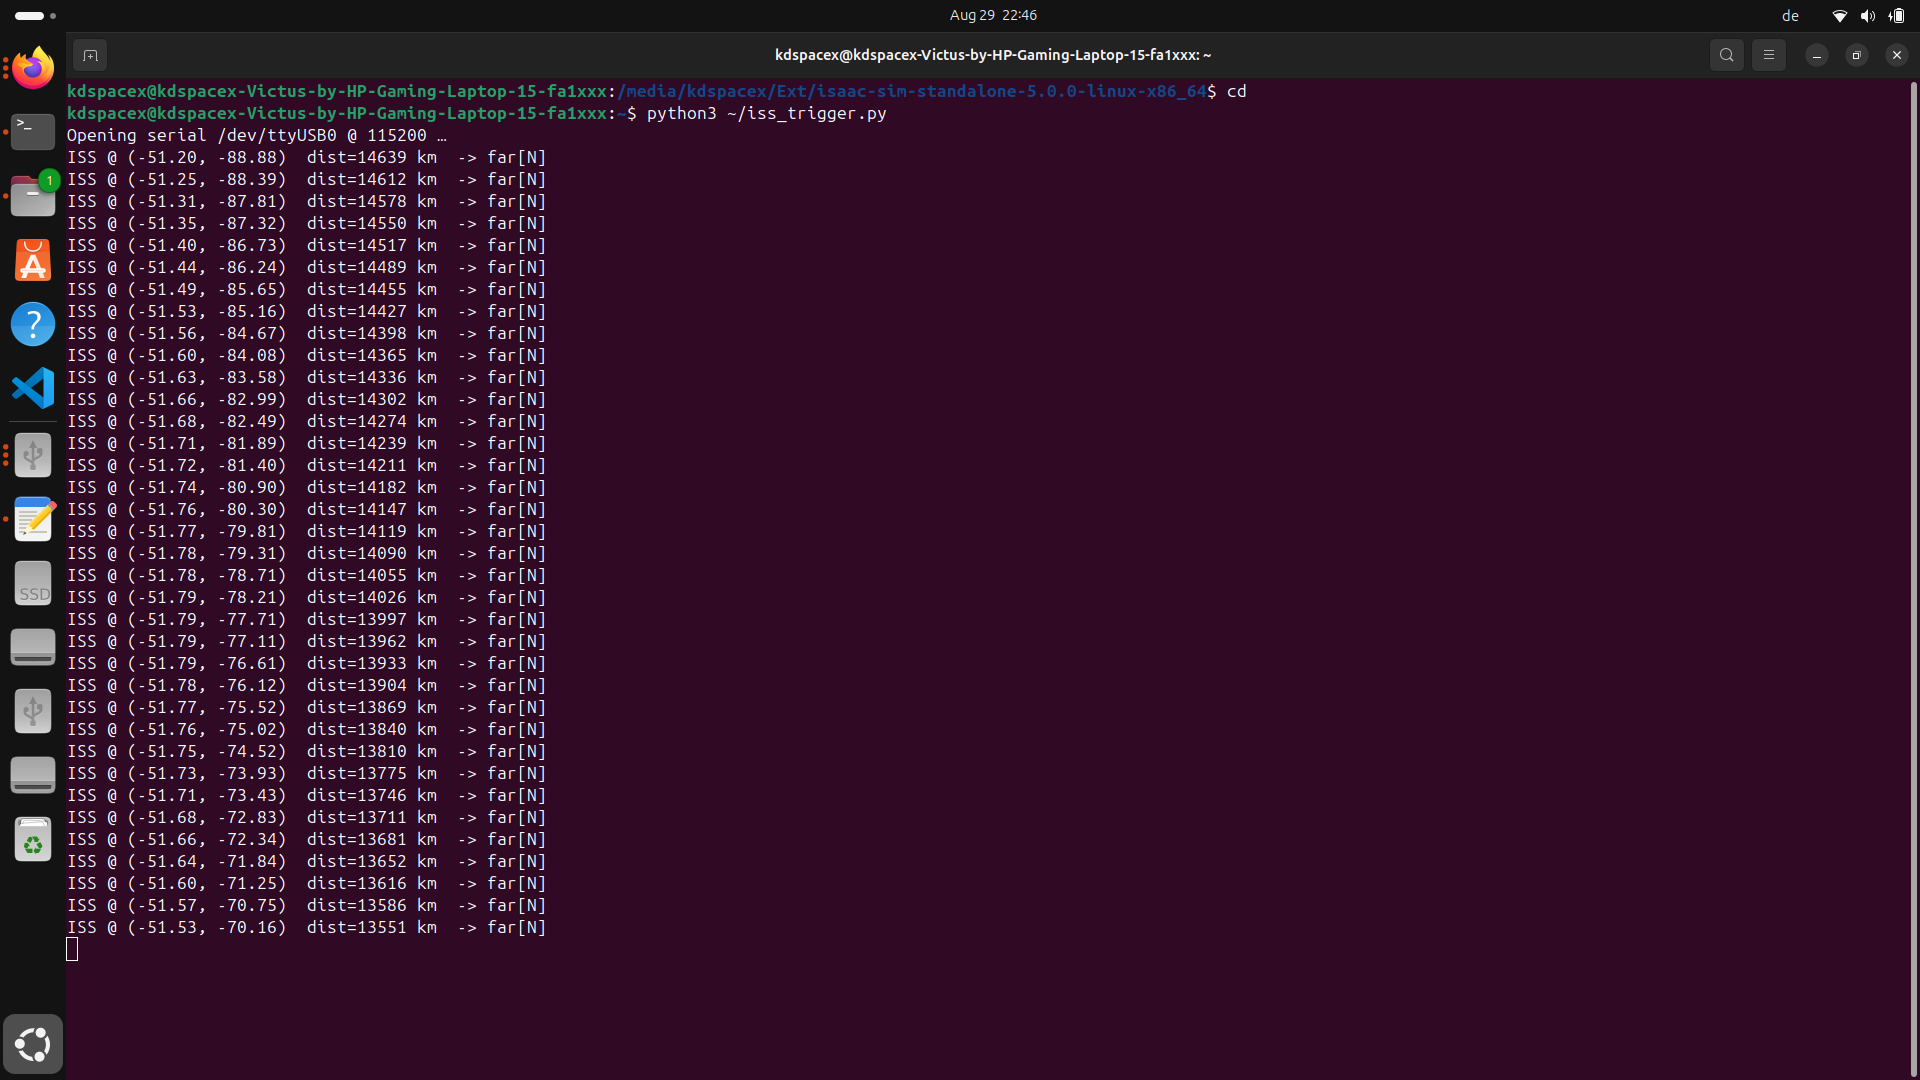 Aug 29 22:46
de
kdspacex@kdspacex-Victus-by-HP-Gaming-Laptop-15-fa1xxx: ~
kdspacex@kdspacex-Victus-by-HP-Gaming-Laptop-15-fa1xxx:/media/kdspacex/Ext/isaac-sim-standalone-5.0.0-linux-x86_64$ cd
kdspacex@kdspacex-Victus-by-HP-Gaming-Laptop-15-fa1xxx:~$ python3 ~/iss_trigger.py
Opening serial /dev/ttyUSB0 @ 115200 …
ISS @ (-51.20, -88.88)  dist=14639 km  -> far[N]
ISS @ (-51.25, -88.39)  dist=14612 km  -> far[N]
ISS @ (-51.31, -87.81)  dist=14578 km  -> far[N]
ISS @ (-51.35, -87.32)  dist=14550 km  -> far[N]
ISS @ (-51.40, -86.73)  dist=14517 km  -> far[N]
ISS @ (-51.44, -86.24)  dist=14489 km  -> far[N]
ISS @ (-51.49, -85.65)  dist=14455 km  -> far[N]
ISS @ (-51.53, -85.16)  dist=14427 km  -> far[N]
ISS @ (-51.56, -84.67)  dist=14398 km  -> far[N]
ISS @ (-51.60, -84.08)  dist=14365 km  -> far[N]
ISS @ (-51.63, -83.58)  dist=14336 km  -> far[N]
ISS @ (-51.66, -82.99)  dist=14302 km  -> far[N]
ISS @ (-51.68, -82.49)  dist=14274 km  -> far[N]
ISS @ (-51.71, -81.89)  dist=14239 km  -> far[N]
ISS @ (-51.72, -81.40)  dist=14211 km  -> far[N]
ISS @ (-51.74, -80.90)  dist=14182 km  -> far[N]
ISS @ (-51.76, -80.30)  dist=14147 km  -> far[N]
ISS @ (-51.77, -79.81)  dist=14119 km  -> far[N]
ISS @ (-51.78, -79.31)  dist=14090 km  -> far[N]
ISS @ (-51.78, -78.71)  dist=14055 km  -> far[N]
ISS @ (-51.79, -78.21)  dist=14026 km  -> far[N]
ISS @ (-51.79, -77.71)  dist=13997 km  -> far[N]
ISS @ (-51.79, -77.11)  dist=13962 km  -> far[N]
ISS @ (-51.79, -76.61)  dist=13933 km  -> far[N]
ISS @ (-51.78, -76.12)  dist=13904 km  -> far[N]
ISS @ (-51.77, -75.52)  dist=13869 km  -> far[N]
ISS @ (-51.76, -75.02)  dist=13840 km  -> far[N]
ISS @ (-51.75, -74.52)  dist=13810 km  -> far[N]
ISS @ (-51.73, -73.93)  dist=13775 km  -> far[N]
ISS @ (-51.71, -73.43)  dist=13746 km  -> far[N]
ISS @ (-51.68, -72.83)  dist=13711 km  -> far[N]
ISS @ (-51.66, -72.34)  dist=13681 km  -> far[N]
ISS @ (-51.64, -71.84)  dist=13652 km  -> far[N]
ISS @ (-51.60, -71.25)  dist=13616 km  -> far[N]
ISS @ (-51.57, -70.75)  dist=13586 km  -> far[N]
ISS @ (-51.53, -70.16)  dist=13551 km  -> far[N]
>_
1
A
?
SSD